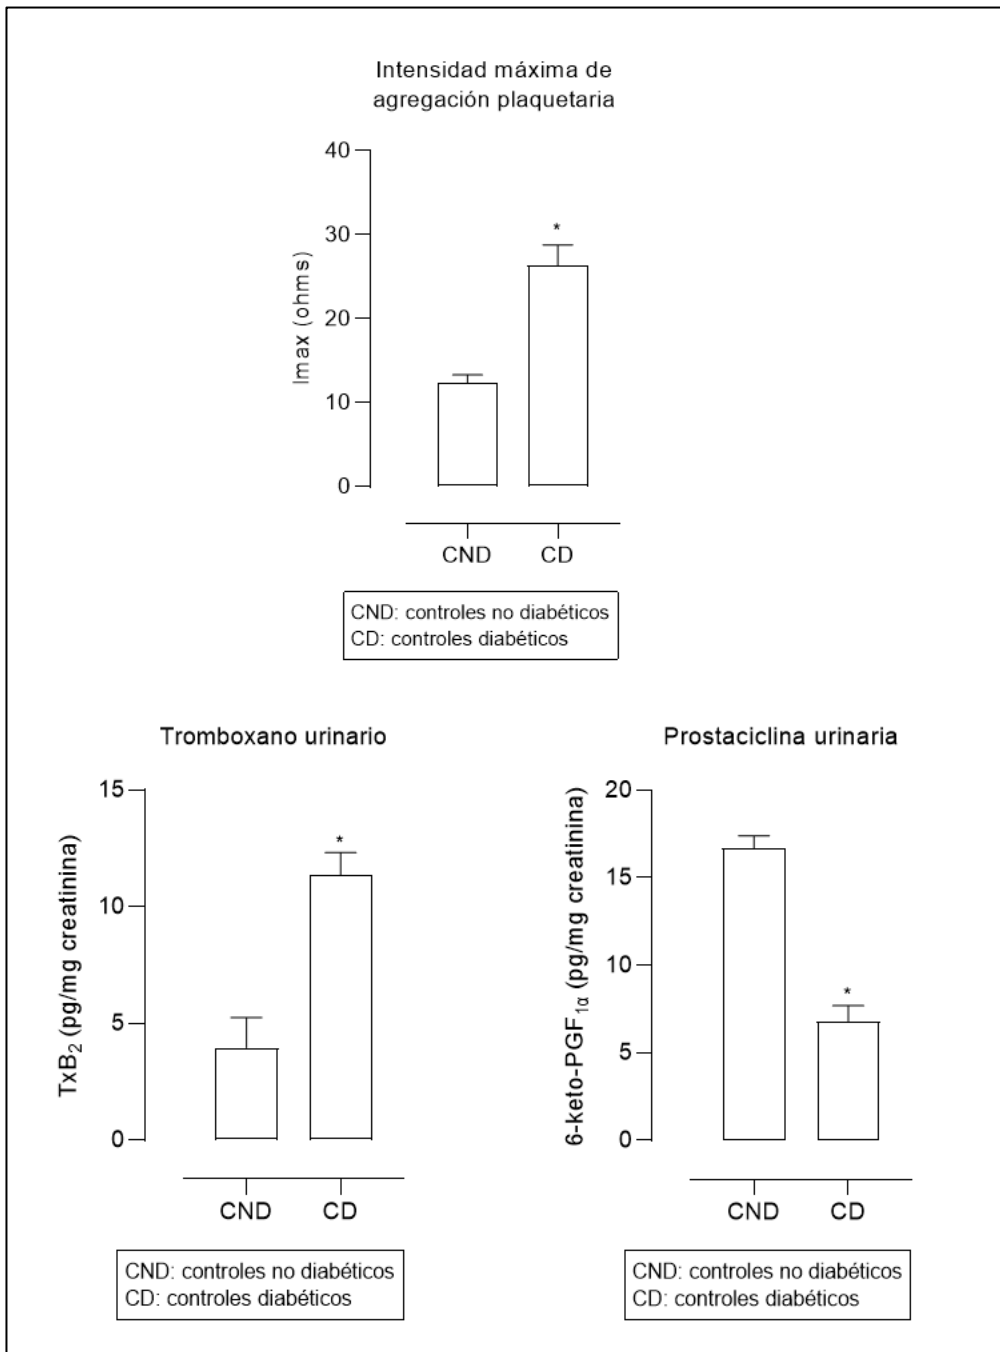 Intensidad máxima de
agregación plaquetaria
Imax (ohms)
40
30
20
10
0
*
CND
CD
CND: controles no diabéticos
CD: controles diabéticos
Tromboxano urinario
TxB₂ (pg/mg creatinina)
15
10
5
0
*
CND
CD
CND: controles no diabéticos
CD: controles diabéticos
Prostaciclina urinaria
6-keto-PGF₁α (pg/mg creatinina)
20
15
10
5
0
*
CND
CD
CND: controles no diabéticos
CD: controles diabéticos